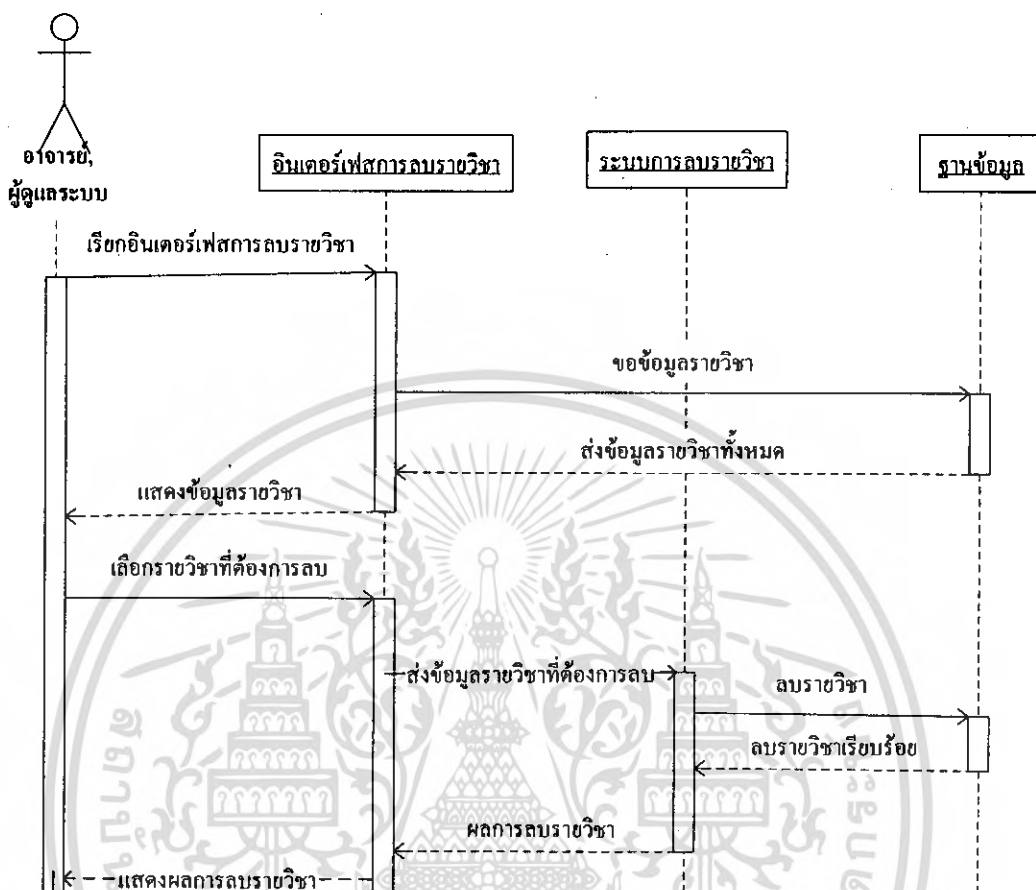 อาจารย์,
ผู้ดูแลระบบ
อินเตอร์เฟสการลบรายวิชา
ระบบการลบรายวิชา
ฐานข้อมูล
เรียกอินเตอร์เฟสการลบรายวิชา
ขอข้อมูลรายวิชา
ส่งข้อมูลรายวิชาทั้งหมด
แสดงข้อมูลรายวิชา
เลือกรายวิชาที่ต้องการลบ
ส่งข้อมูลรายวิชาที่ต้องการลบ
ลบรายวิชา
ลบรายวิชาเรียบร้อย
ผลการลบรายวิชา
แสดงผลการลบรายวิชา